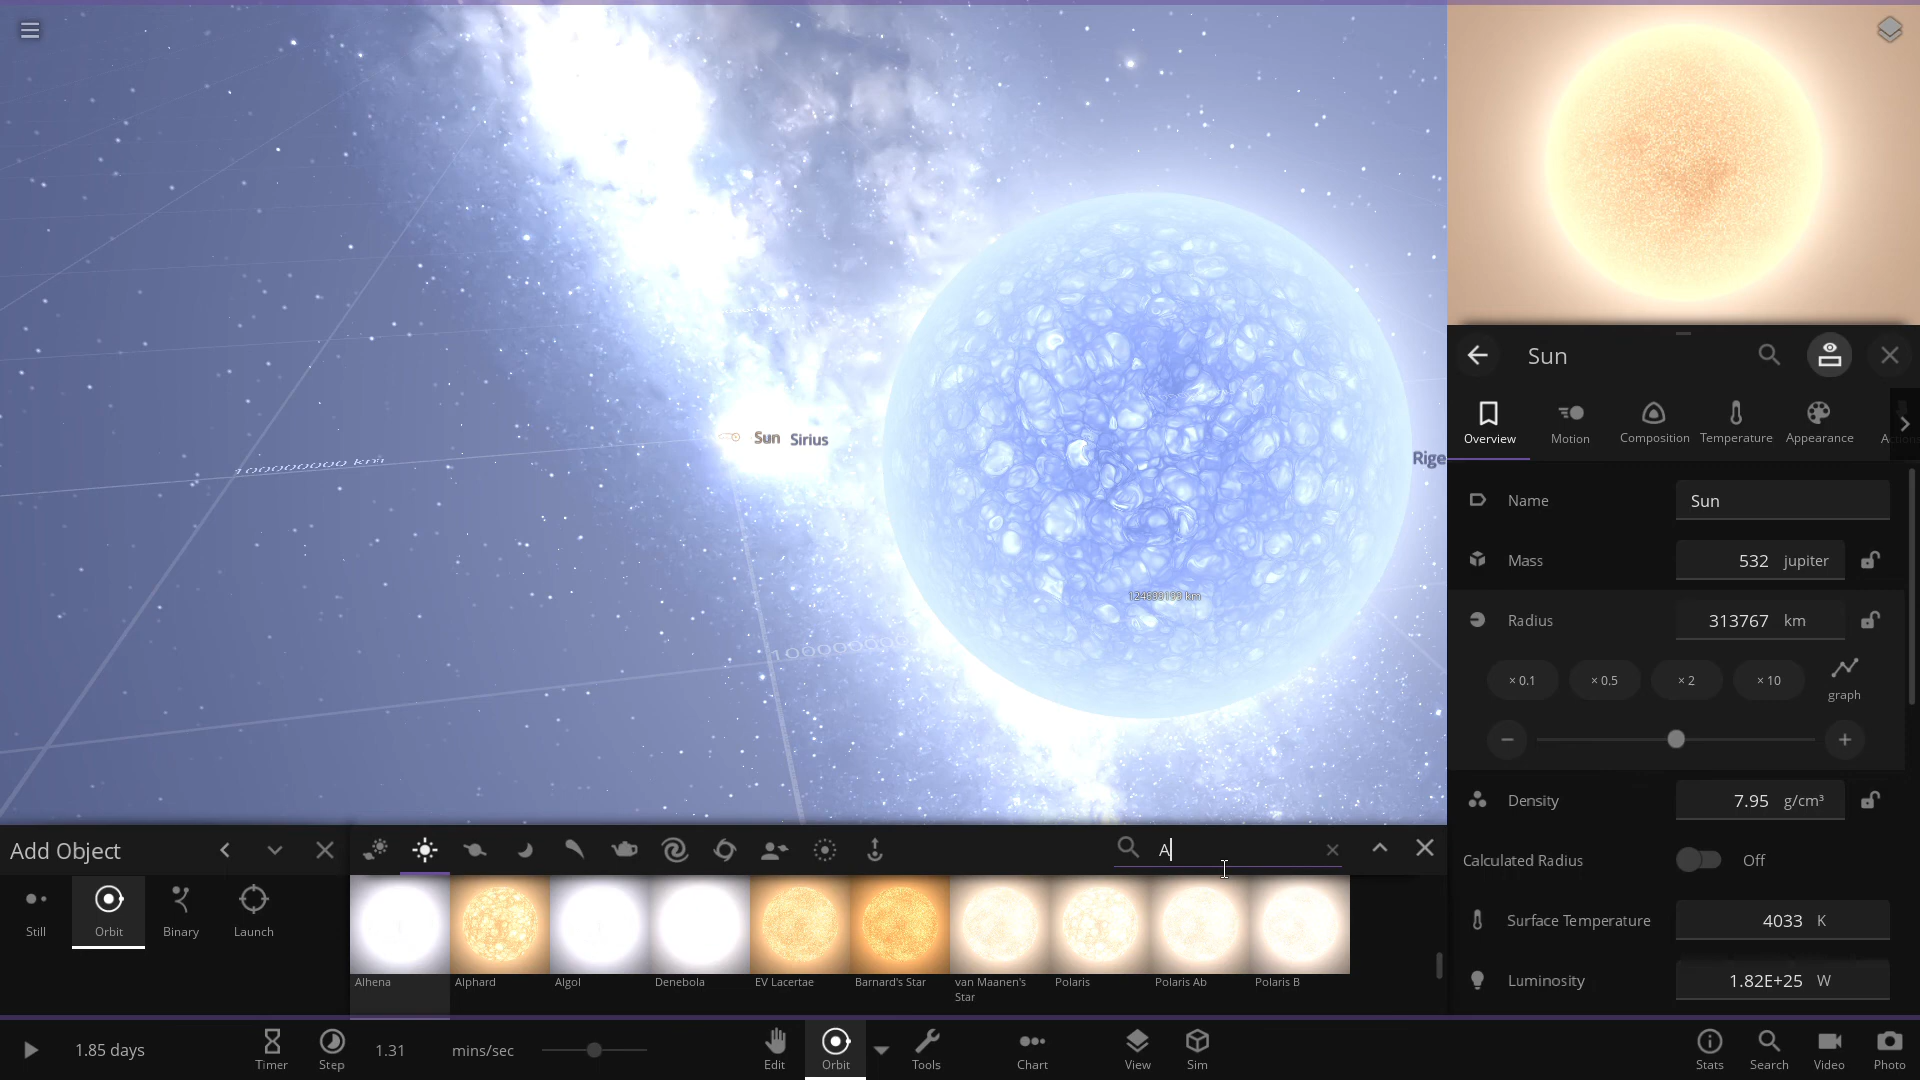 Sun Sirius
Rige
100000000 km
124699199 km
Sun
Overview
Motion
Composition
Temperature
Appearance
Name
Sun
Mass
532 jupiter
Radius
313767 km
× 0.1
× 0.5
× 2
× 10
graph
Density
7.95 g/cm³
Calculated Radius
Off
Surface Temperature
4033 K
Luminosity
1.82E+25 W
Add Object
A
Still
Orbit
Binary
Launch
Alhena
Alphard
Algol
Denebola
EV Lacertae
Barnard's Star
van Maanen's
Star
Polaris
Polaris Ab
Polaris B
1.85 days
Timer
Step
1.31 mins/sec
Edit
Orbit
Tools
Chart
View
Sim
Stats
Search
Video
Photo